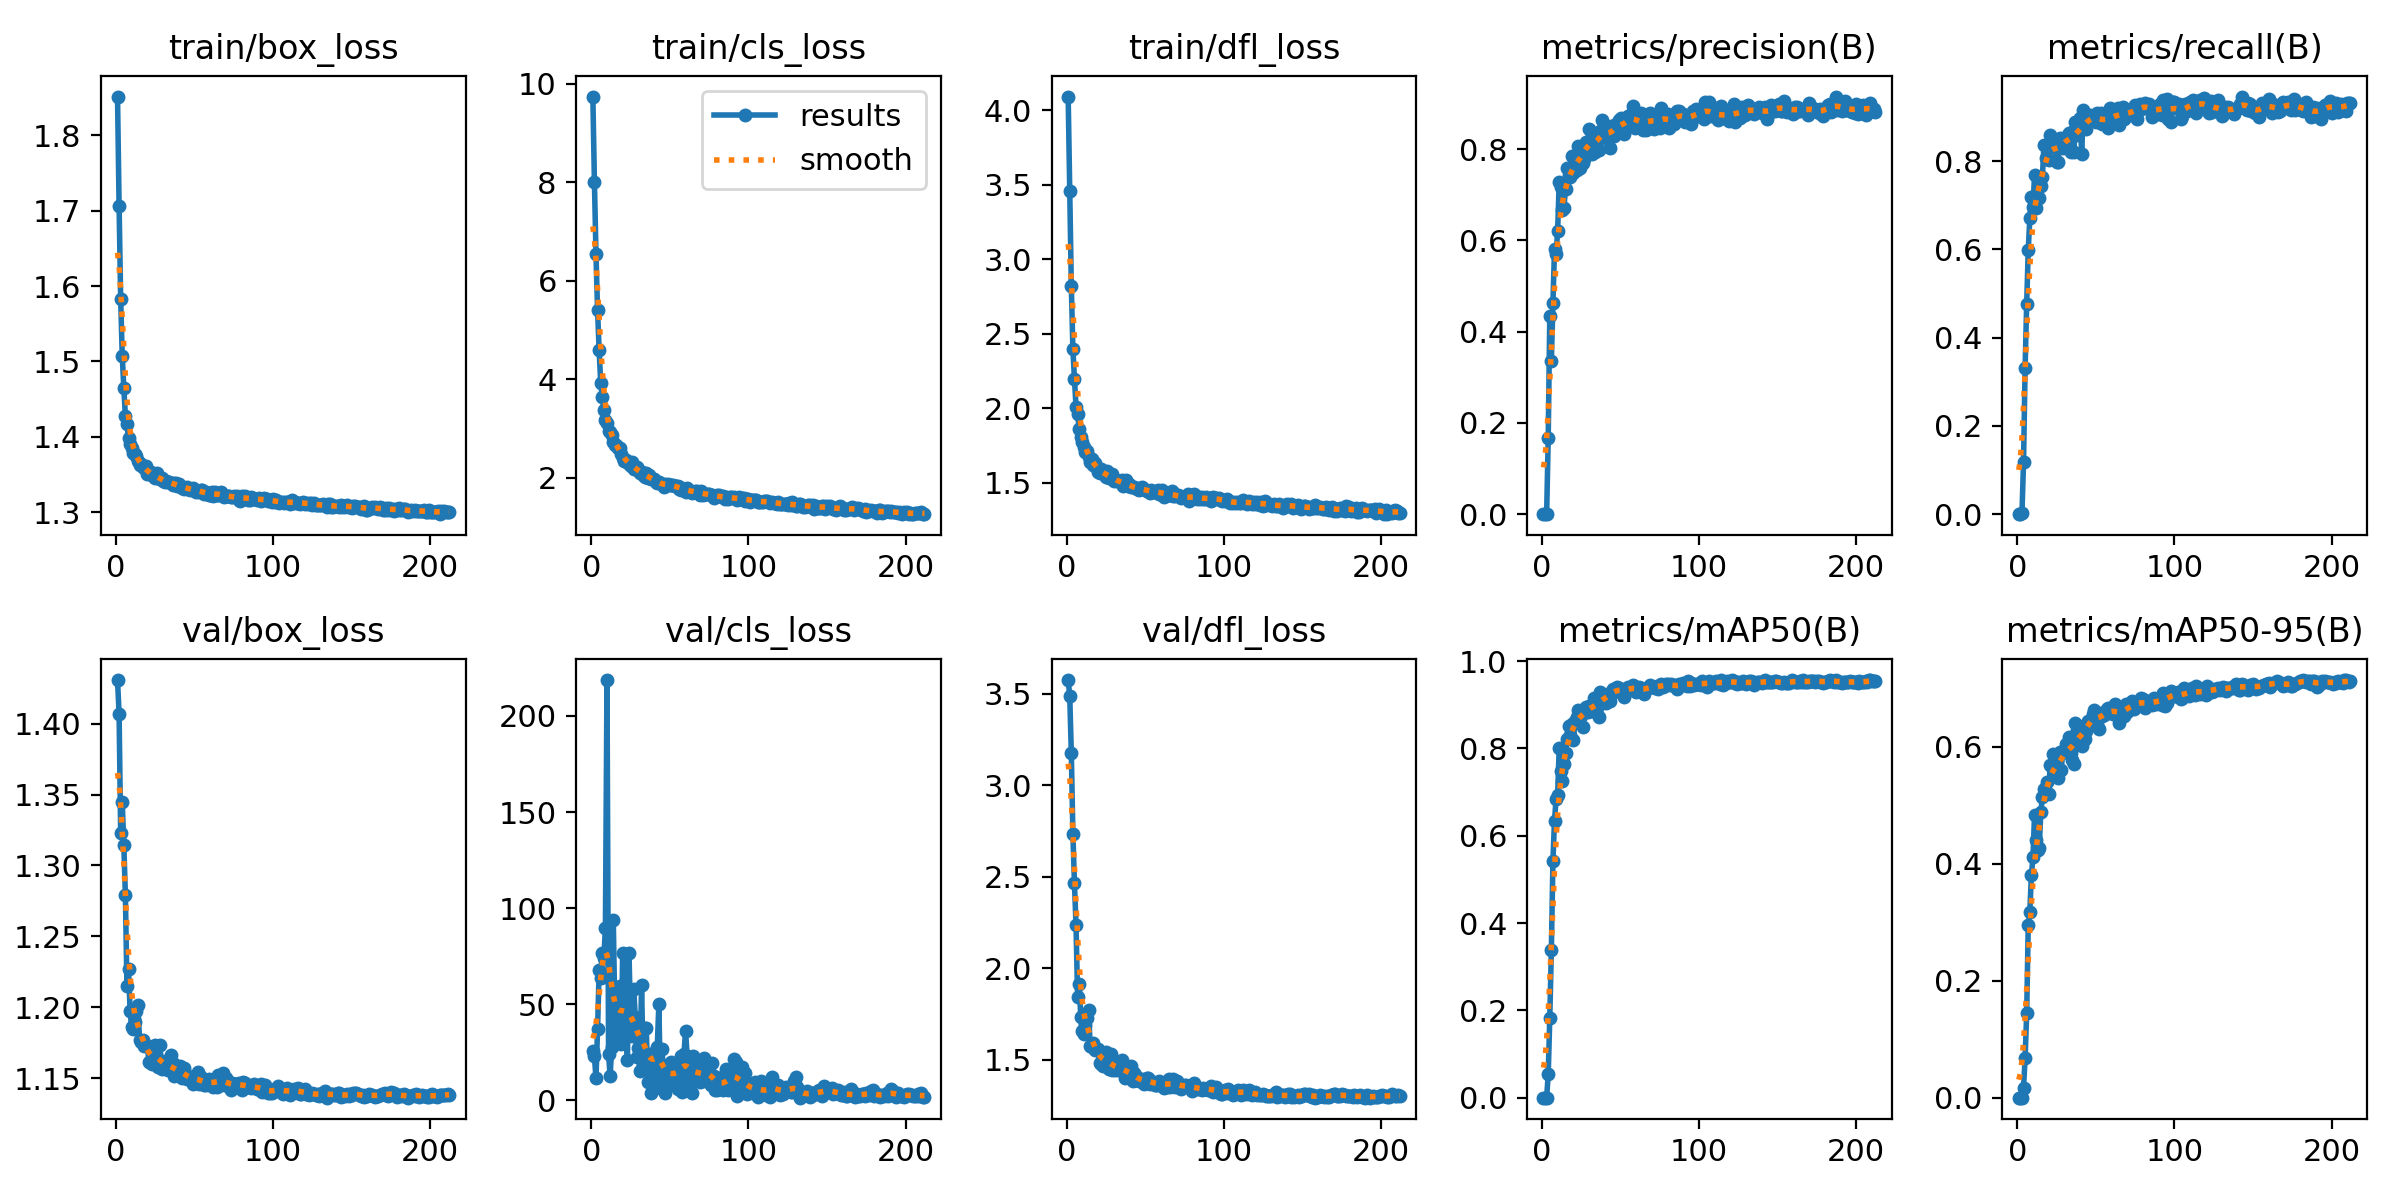 train/box_loss
1.8
1.7
1.6
1.5
1.4
1.3
0 100 200
train/cls_loss
10
8
6
4
2
results
smooth
0 100 200
train/dfl_loss
4.0
3.5
3.0
2.5
2.0
1.5
0 100 200
metrics/precision(B)
0.8
0.6
0.4
0.2
0.0
0 100 200
metrics/recall(B)
0.8
0.6
0.4
0.2
0.0
0 100 200
val/box_loss
1.40
1.35
1.30
1.25
1.20
1.15
0 100 200
val/cls_loss
200
150
100
50
0
0 100 200
val/dfl_loss
3.5
3.0
2.5
2.0
1.5
0 100 200
metrics/mAP50(B)
1.0
0.8
0.6
0.4
0.2
0.0
0 100 200
metrics/mAP50-95(B)
0.6
0.4
0.2
0.0
0 100 200